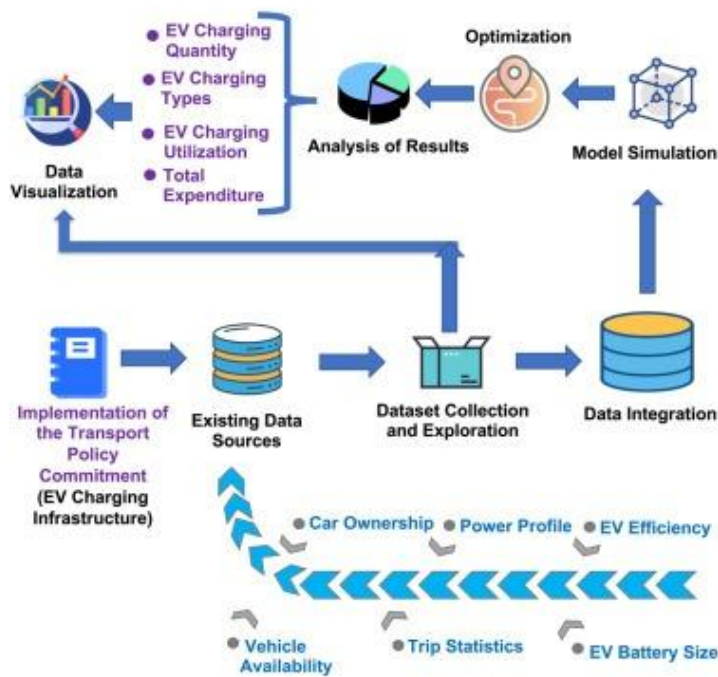 EV Charging
Quantity
EV Charging
Types
EV Charging
Utilization
Total
Expenditure
Data
Visualization
Analysis of Results
Optimization
Model Simulation
Implementation of
the Transport
Policy
Commitment
(EV Charging
Infrastructure)
Existing Data
Sources
Dataset Collection
and Exploration
Data Integration
Car Ownership
Power Profile
EV Efficiency
Vehicle
Availability
Trip Statistics
EV Battery Size